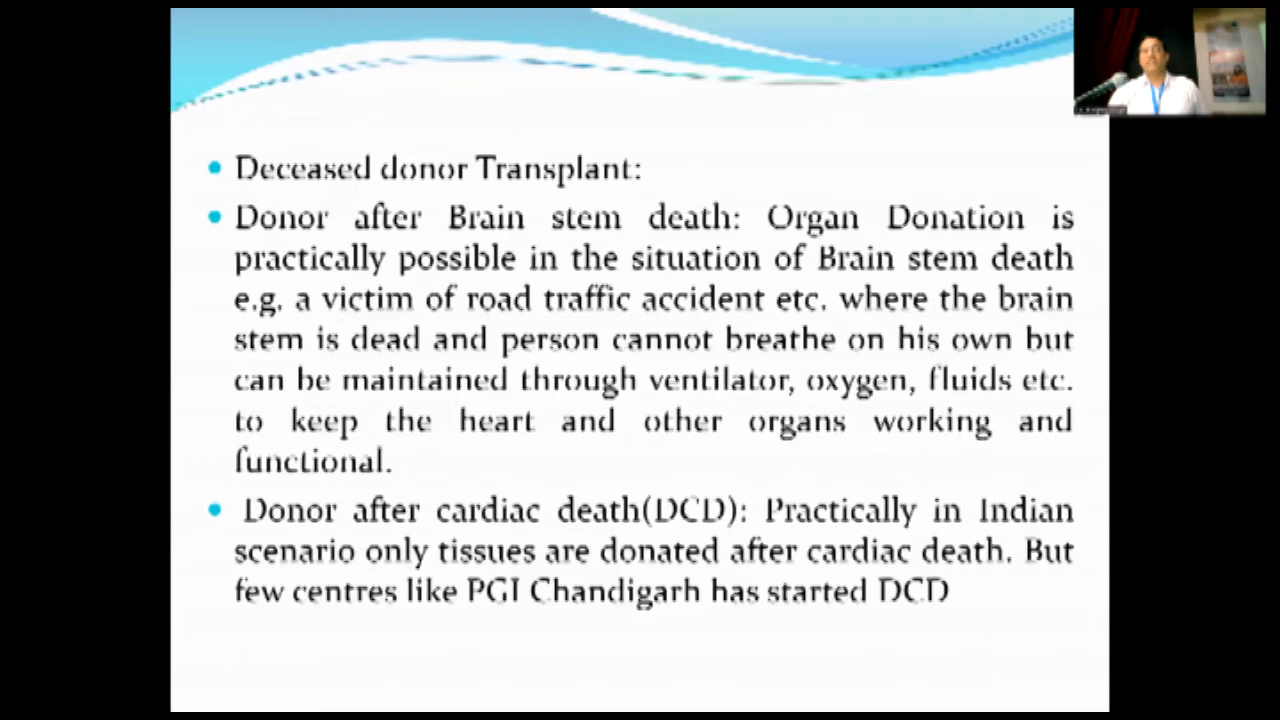 Deceased donor Transplant:
Donor after Brain stem death: Organ Donation is
practically possible in the situation of Brain stem death
e.g. a victim of road traffic accident etc. where the brain
stem is dead and person cannot breathe on his own but
can be maintained through ventilator, oxygen, fluids etc.
to keep the heart and other organs working and
functional.
Donor after cardiac death(DCD): Practically in Indian
scenario only tissues are donated after cardiac death. But
few centres like PGI Chandigarh has started DCD